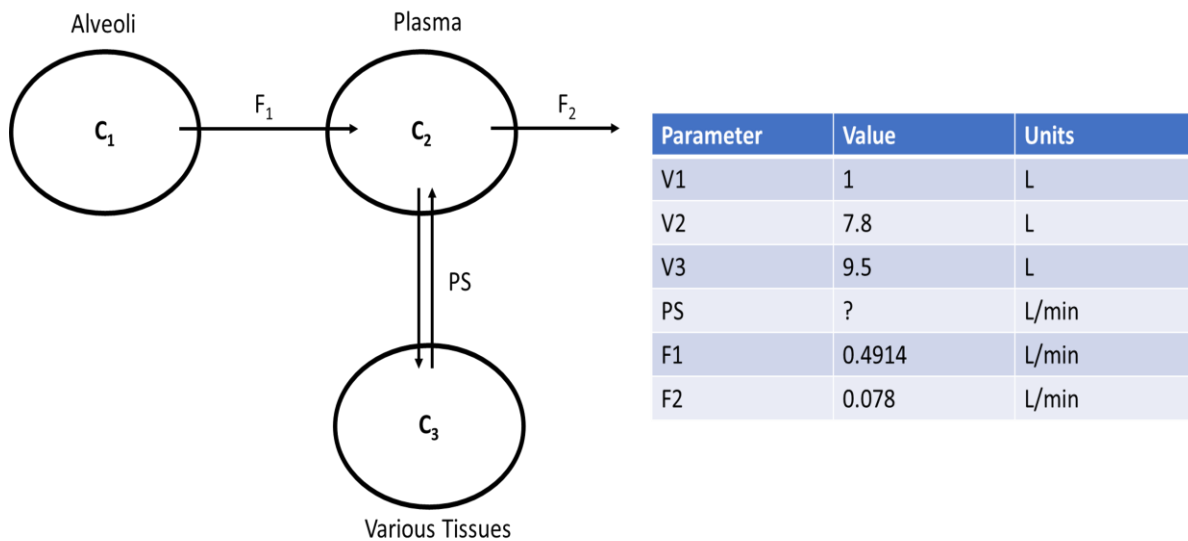 Alveoli
Plasma
F₁
F₂
C₁
C₂
PS
C₃
Various Tissues
Parameter Value Units
V1 1 L
V2 7.8 L
V3 9.5 L
PS ? L/min
F1 0.4914 L/min
F2 0.078 L/min